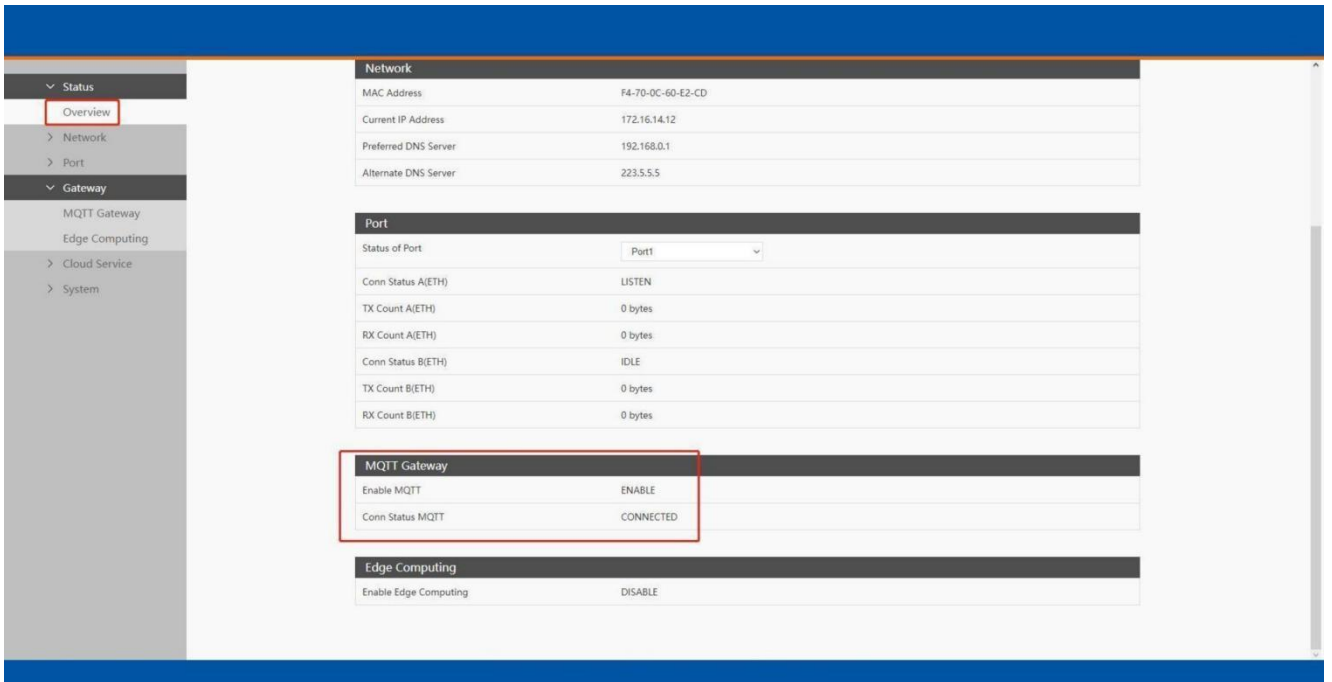 Status
Overview
Network
Port
Gateway
MQTT Gateway
Edge Computing
Cloud Service
System
Network
MAC Address F4-70-0C-60-E2-CD
Current IP Address 172.16.14.12
Preferred DNS Server 192.168.0.1
Alternate DNS Server 223.5.5.5
Port
Status of Port Port1
Conn Status A(ETH) LISTEN
TX Count A(ETH) 0 bytes
RX Count A(ETH) 0 bytes
Conn Status B(ETH) IDLE
TX Count B(ETH) 0 bytes
RX Count B(ETH) 0 bytes
MQTT Gateway
Enable MQTT ENABLE
Conn Status MQTT CONNECTED
Edge Computing
Enable Edge Computing DISABLE